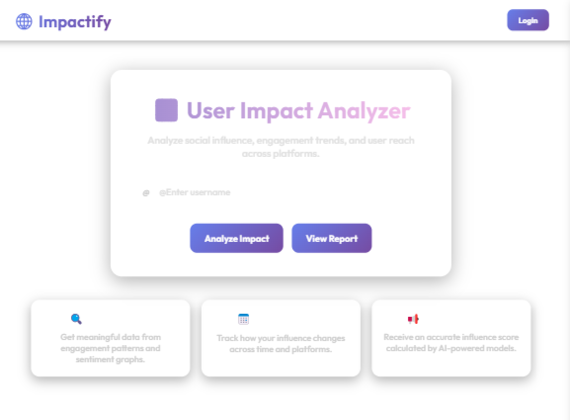 Impactify
Login
User Impact Analyzer
Analyze social influence, engagement trends, and user reach
across platforms.
@ @Enter username
Analyze Impact
View Report
Get meaningful data from
engagement patterns and
sentiment graphs.
Track how your influence changes
across time and platforms.
Receive an accurate influence score
calculated by AI-powered models.